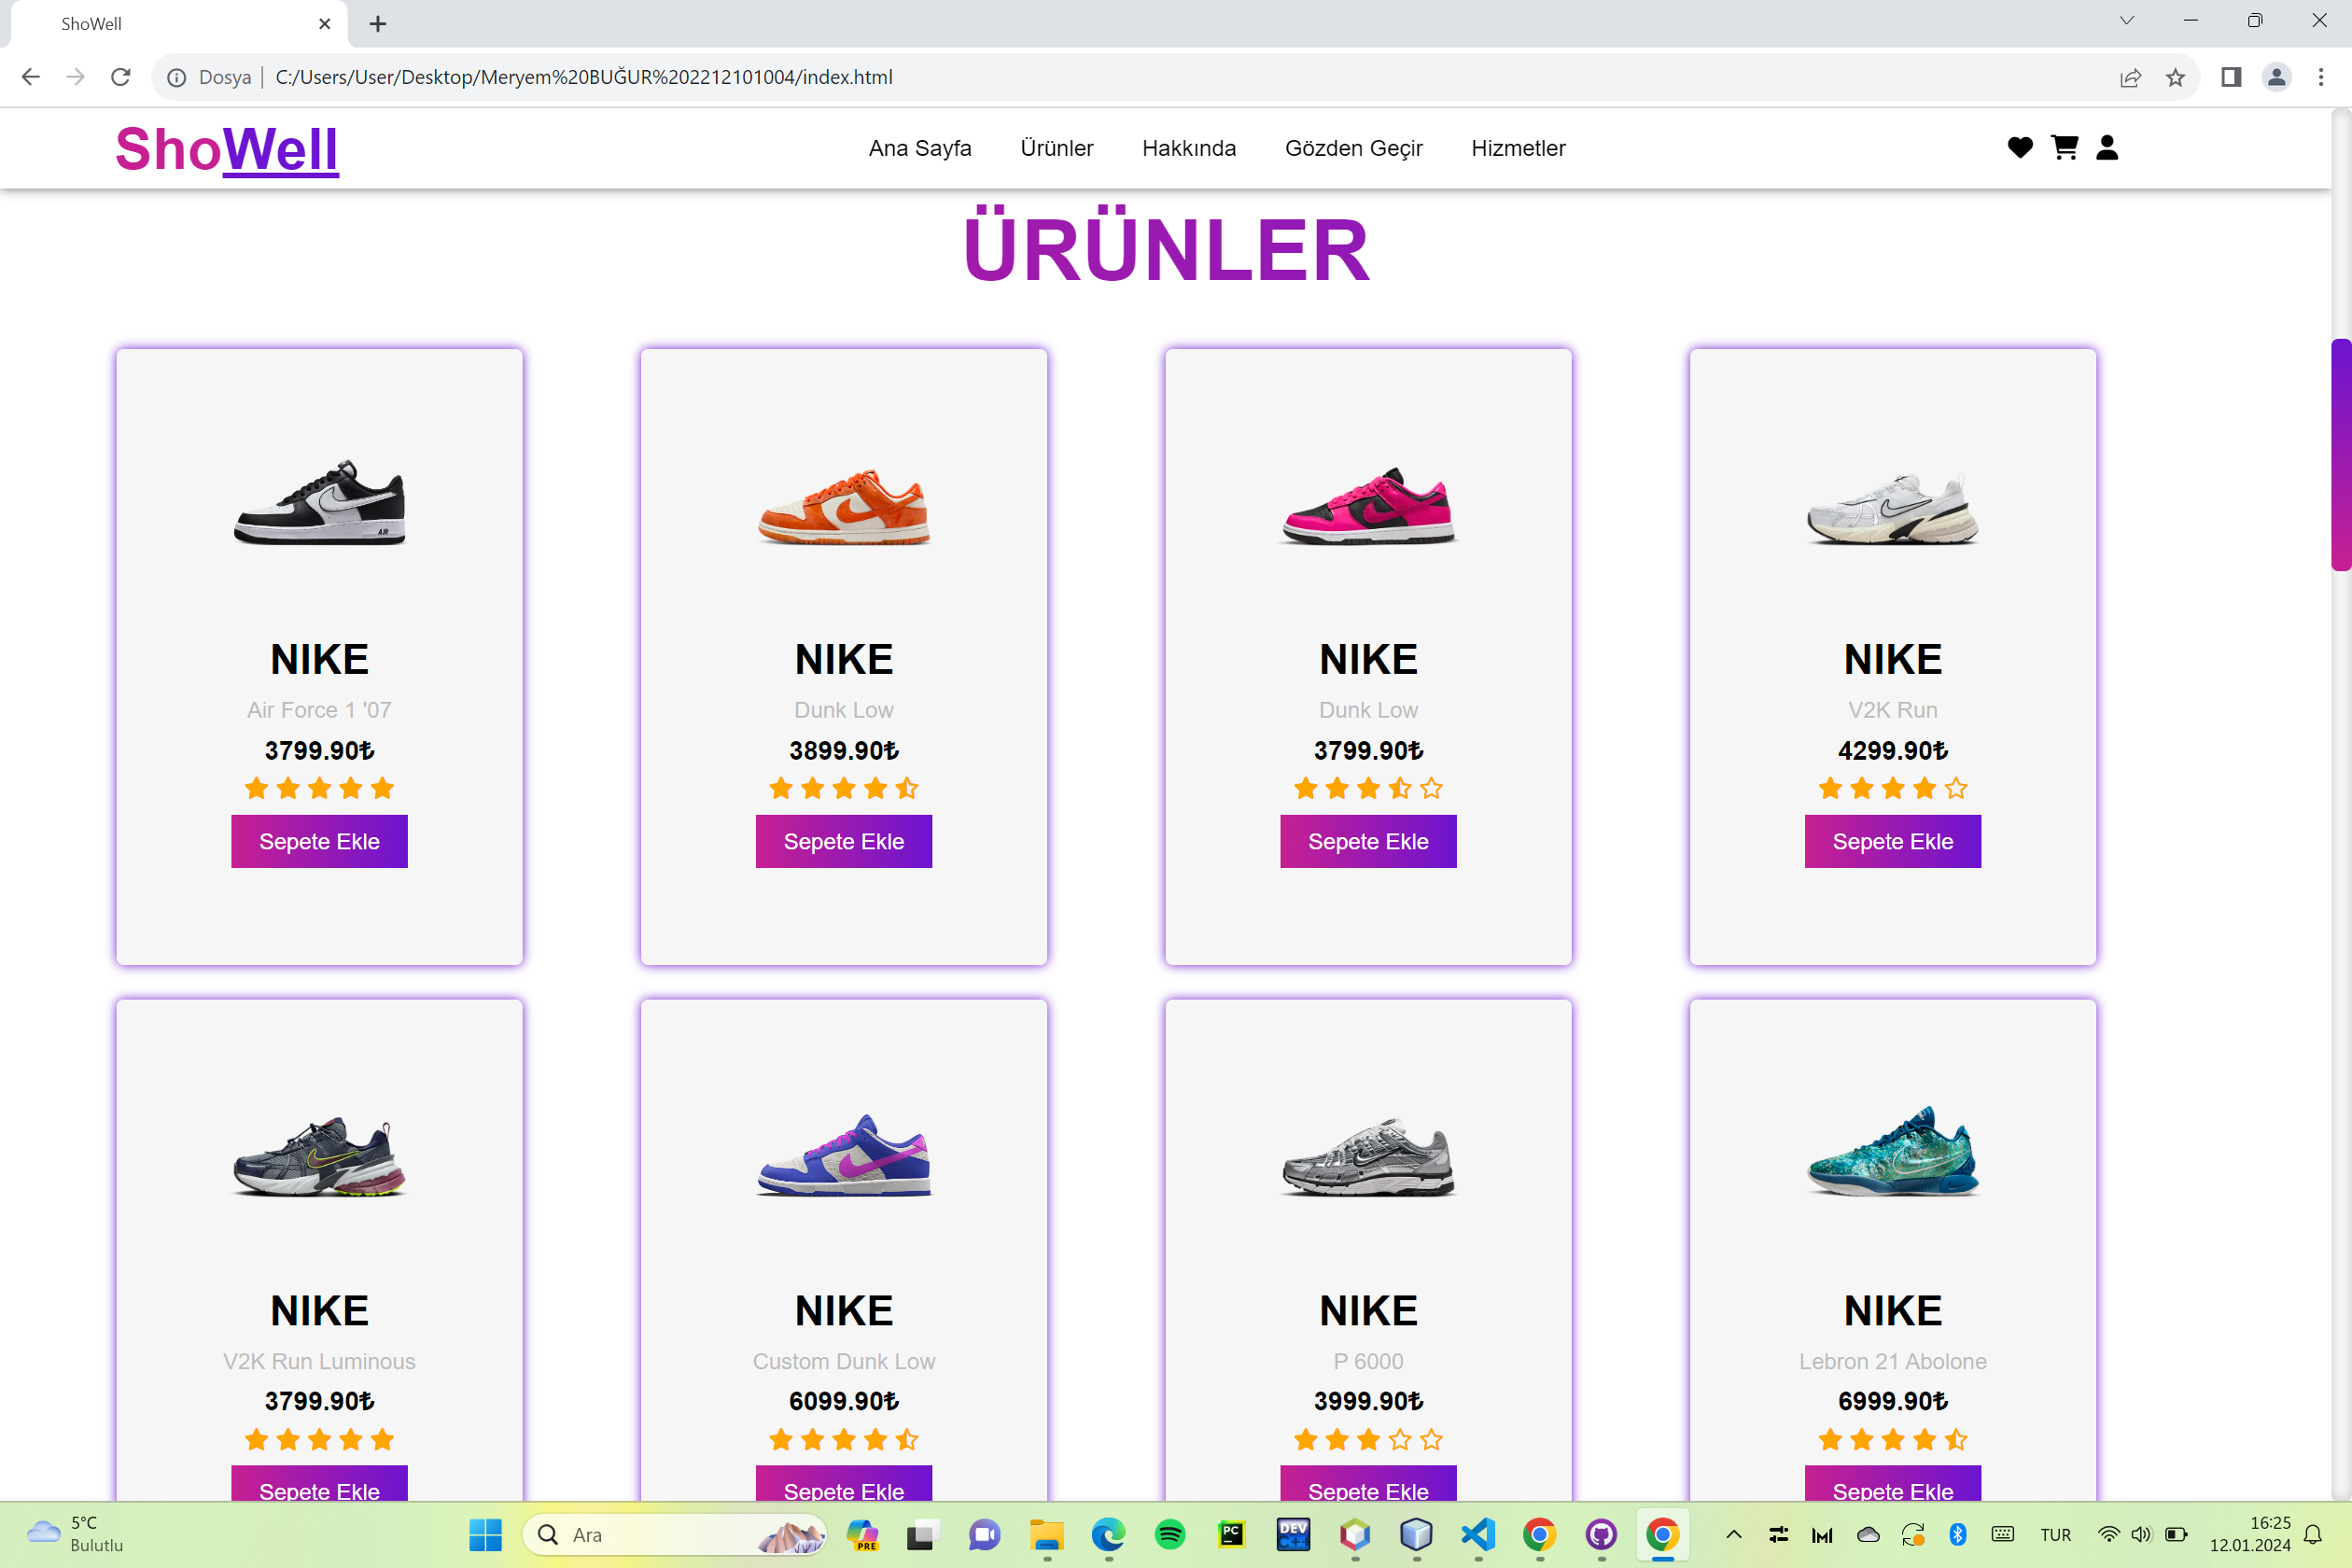 ShoWell
Dosya | C:/Users/User/Desktop/Meryem%20BUĞUR%202212101004/index.html
ShoWell Ana Sayfa Ürünler Hakkında Gözden Geçir Hizmetler
ÜRÜNLER
NIKE NIKE NIKE NIKE
Air Force 1 '07 Dunk Low Dunk Low V2K Run
3799.90₺ 3899.90₺ 3799.90₺ 4299.90₺
Sepete Ekle Sepete Ekle Sepete Ekle Sepete Ekle
NIKE NIKE NIKE NIKE
V2K Run Luminous Custom Dunk Low P 6000 Lebron 21 Abolone
3799.90₺ 6099.90₺ 3999.90₺ 6999.90₺
Sepete Ekle Sepete Ekle Sepete Ekle Sepete Ekle
5°C
Bulutlu
Ara
PRE
PC
DEV
C++
TUR
16:25
12.01.2024